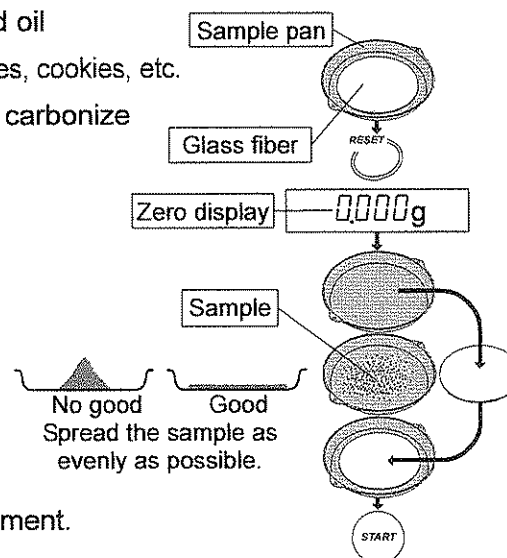 d oil
es, cookies, etc.
carbonize
Sample pan
Glass fiber
RESET
Zero display
0.000g
Sample
No good
Good
Spread the sample as
evenly as possible.
ment.
START